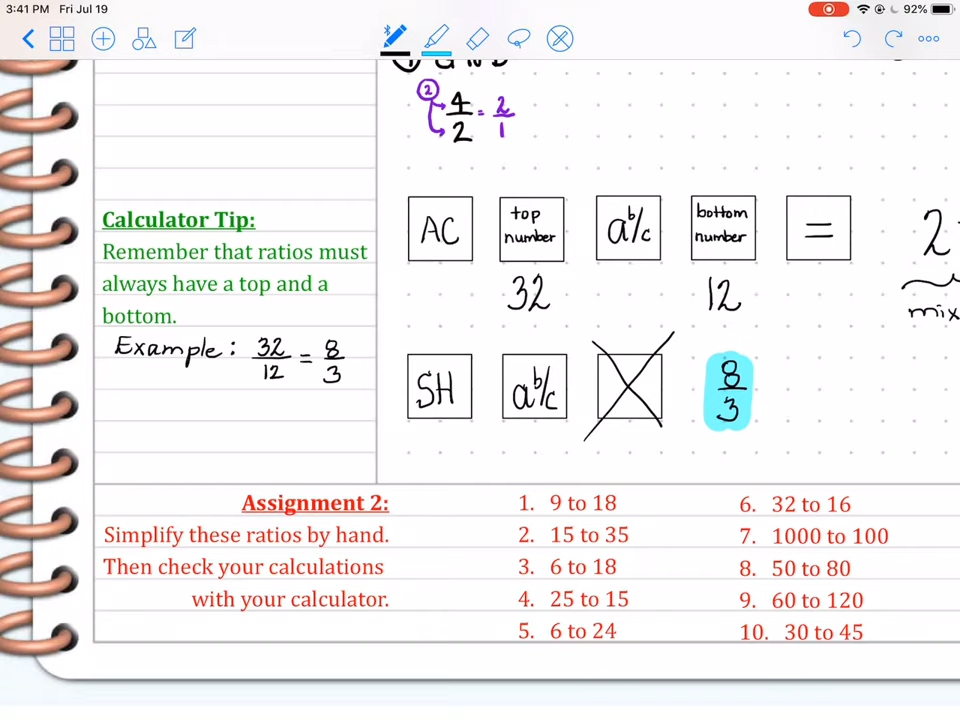 3:41 PM Fri Jul 19
92%
2
4/2 = 2/1
Calculator Tip:
Remember that ratios must
always have a top and a
bottom.
Example: 32/12 = 8/3
AC
top
number
a b/c
bottom
number
=
2
32
12
mix
SH
a b/c
8/3
Assignment 2:
Simplify these ratios by hand.
Then check your calculations
with your calculator.
1. 9 to 18
2. 15 to 35
3. 6 to 18
4. 25 to 15
5. 6 to 24
6. 32 to 16
7. 1000 to 100
8. 50 to 80
9. 60 to 120
10. 30 to 45